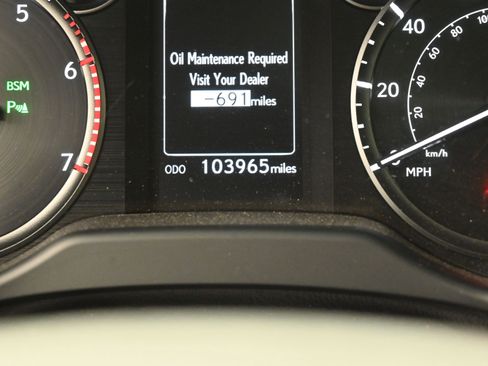 5
6
7
BSM
P
Oil Maintenance Required
Visit Your Dealer
-691 miles
ODO 103965 miles
40
20
0
100
80
60
40
20
km/h
MPH